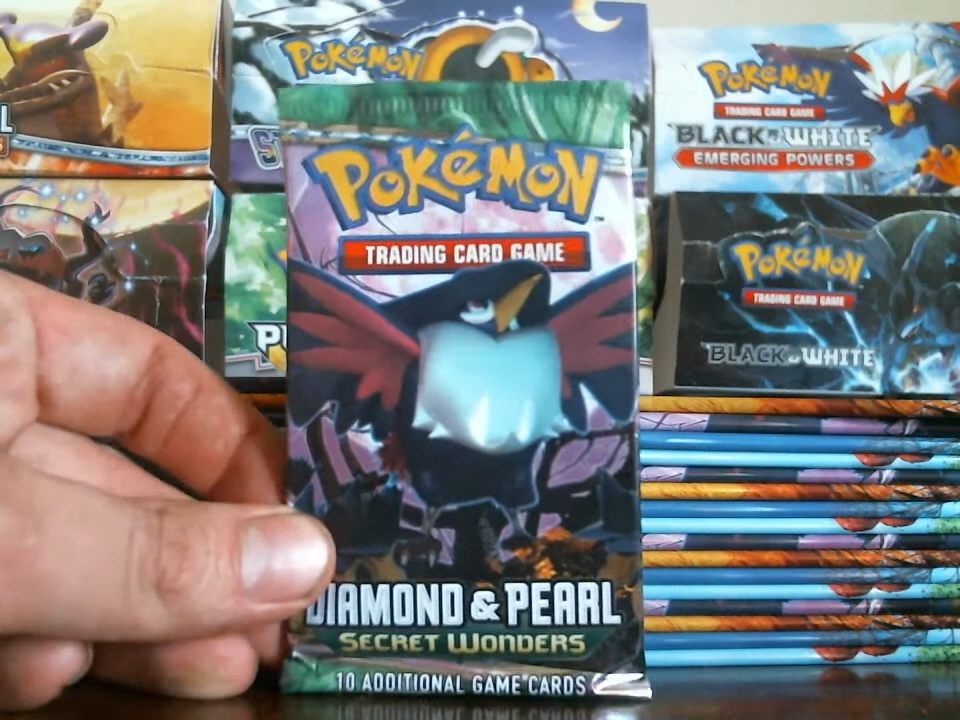 Pokémon
Pokémon
TRADING CARD GAME
BLACK & WHITE
EMERGING POWERS
Pokémon
TRADING CARD GAME
Pokémon
TRADING CARD GAME
BLACK & WHITE
DIAMOND & PEARL
SECRET WONDERS
10 ADDITIONAL GAME CARDS